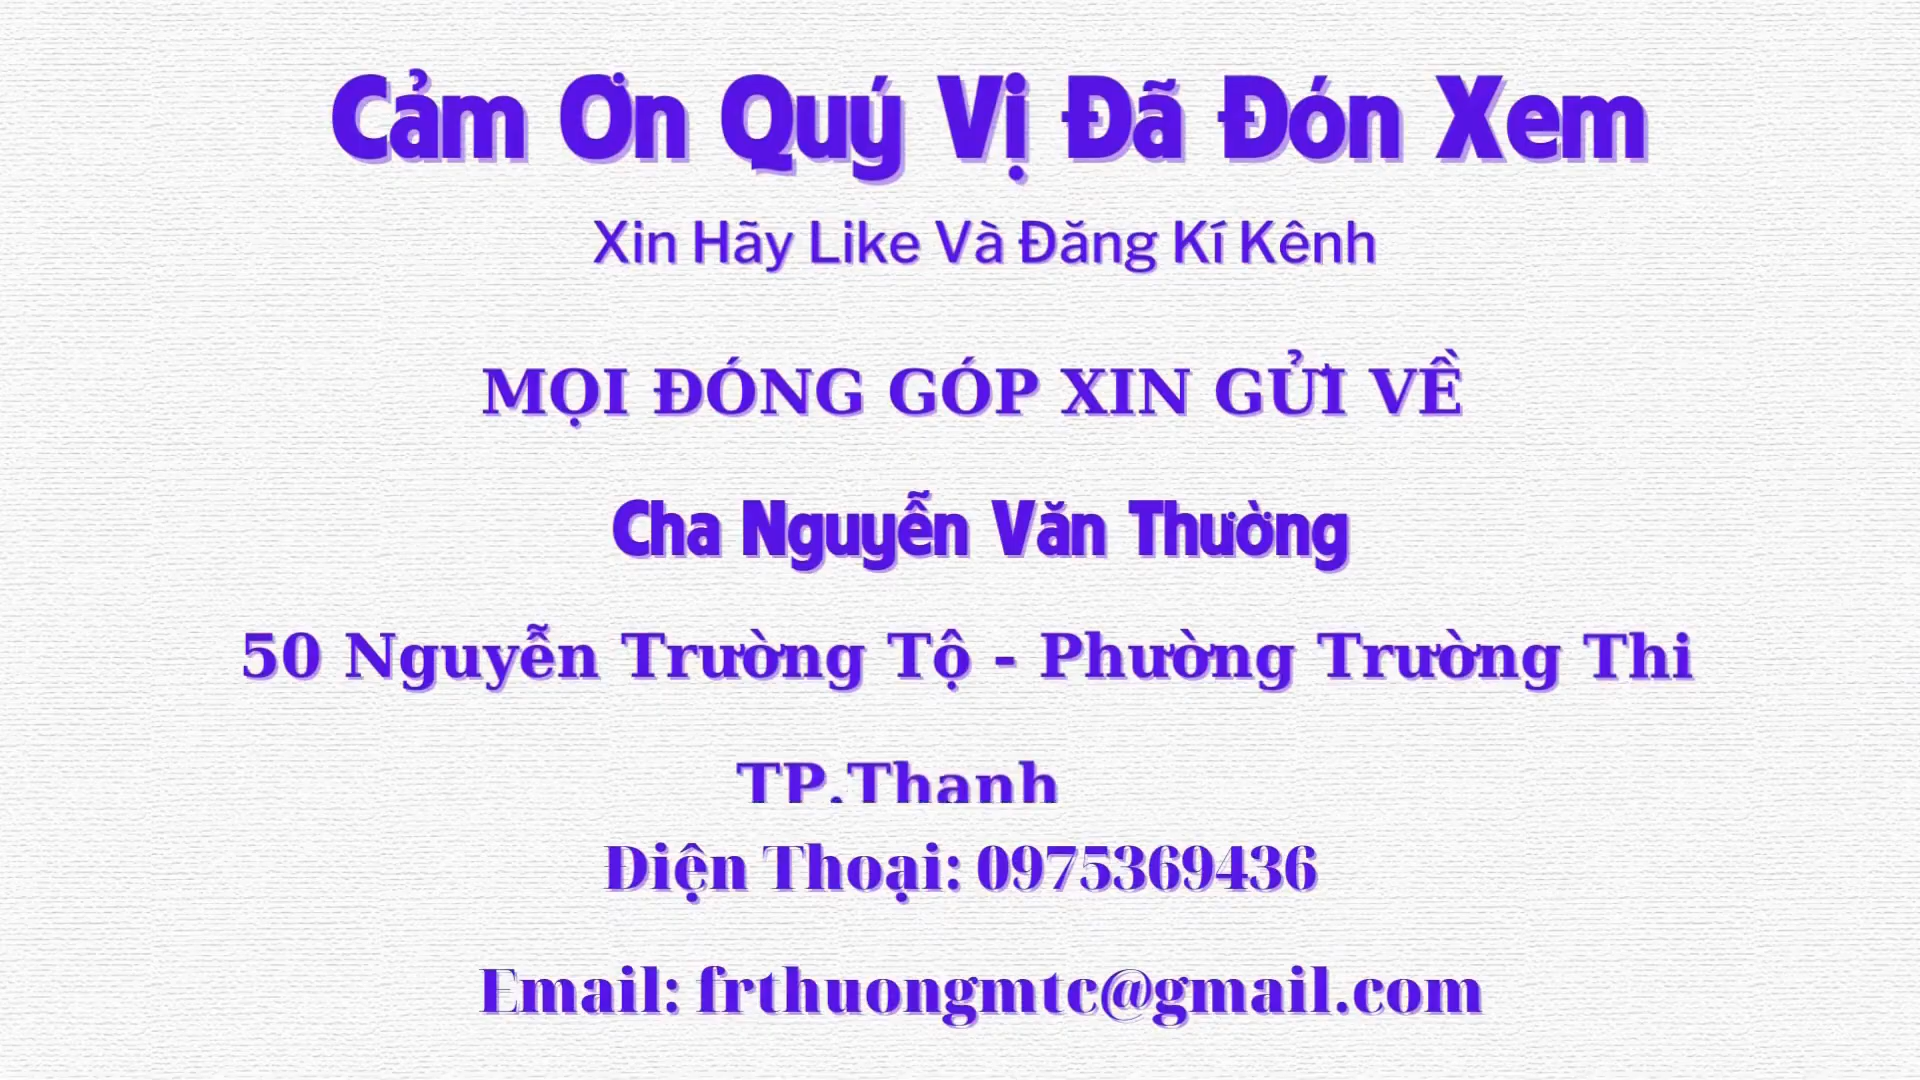 Cảm Ơn Quý Vị Đã Đón Xem
Xin Hãy Like Và Đăng Kí Kênh
MỌI ĐÓNG GÓP XIN GỬI VỀ
Cha Nguyễn Văn Thường
50 Nguyễn Trường Tộ - Phường Trường Thi
TP.Thanh
Điện Thoại: 0975369436
Email: frthuongmtc@gmail.com